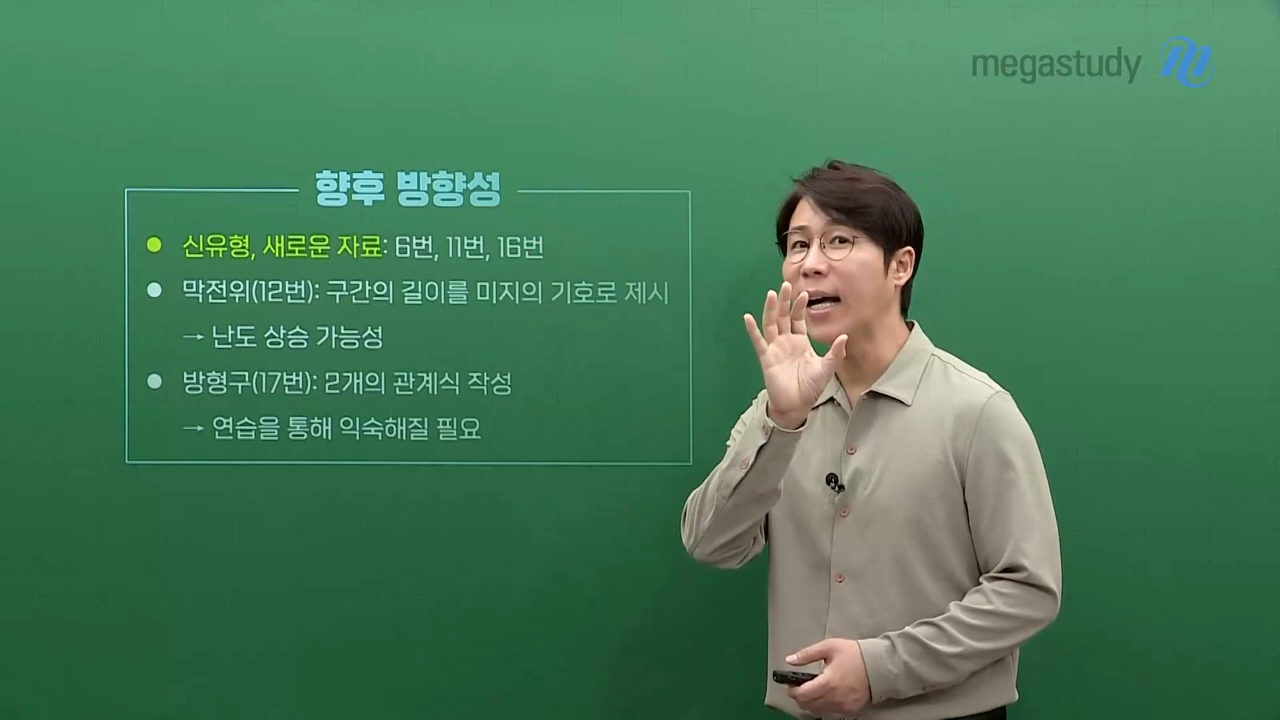 megastudy
향후 방향성
신유형, 새로운 자료: 6번, 11번, 16번
막전위(12번): 구간의 길이를 미지의 기호로 제시
→ 난도 상승 가능성
방형구(17번): 2개의 관계식 작성
→ 연습을 통해 익숙해질 필요